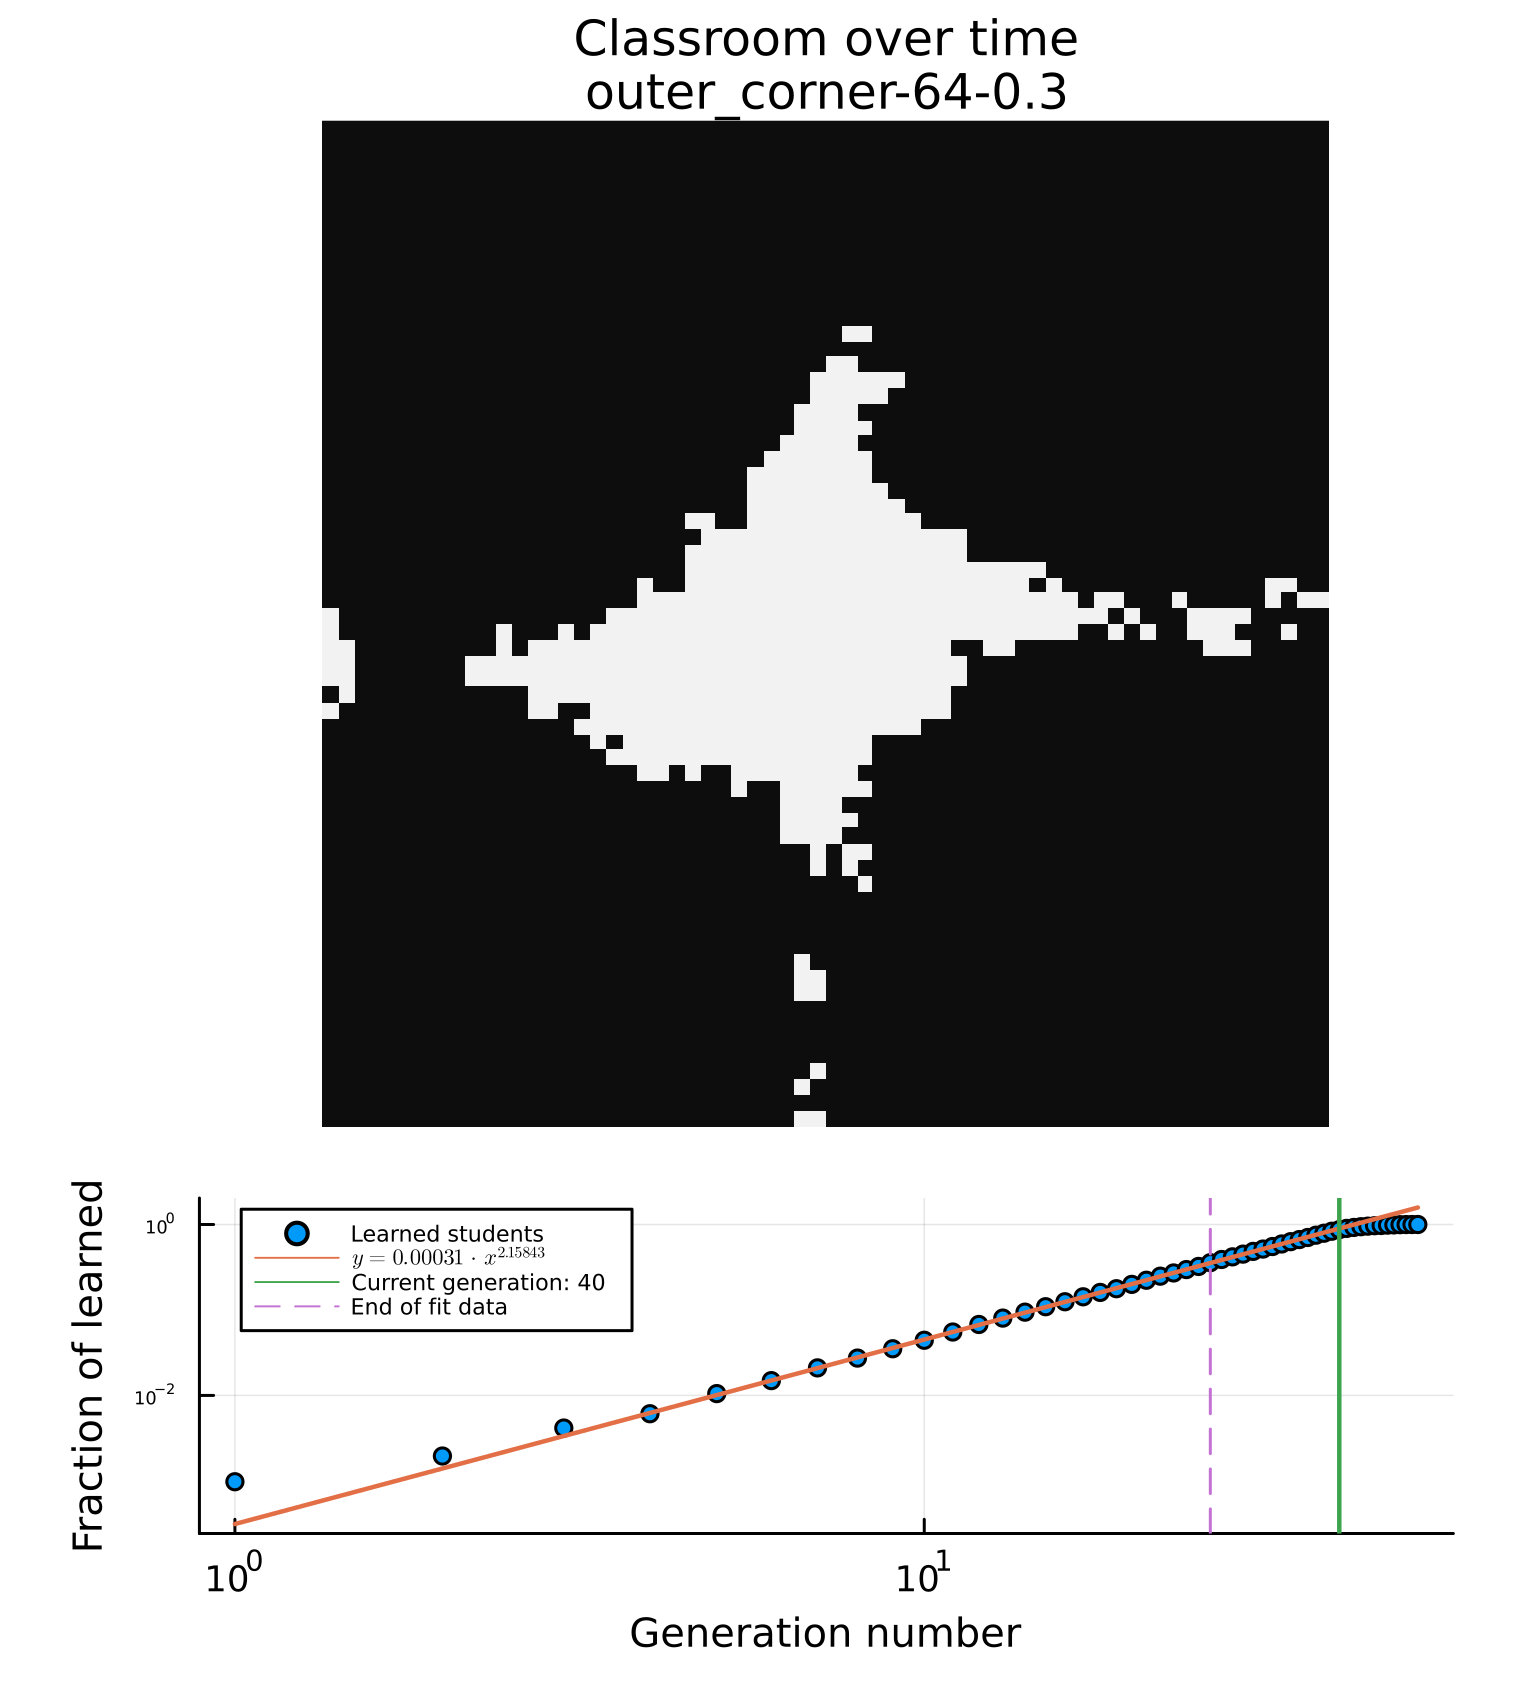 Classroom over time
outer_corner-64-0.3
Fraction of learned
10^0
10^−2
Learned students
y = 0.00031 · x^2.15843
Current generation: 40
End of fit data
10^0
10^1
Generation number